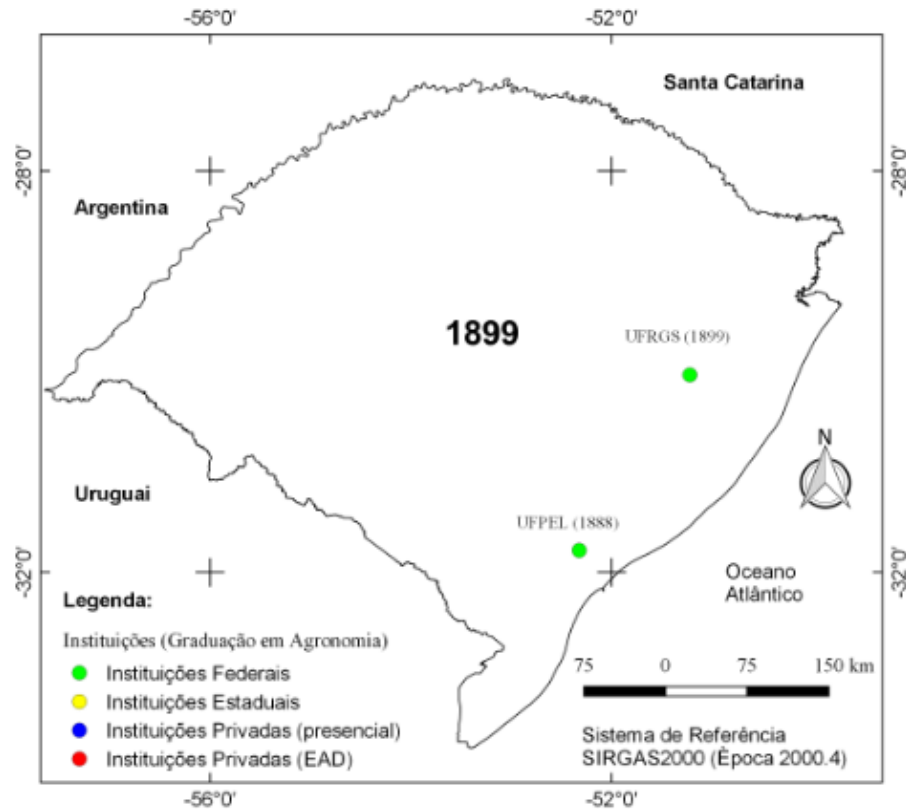 -56°0'
-52°0'
Santa Catarina
-28°0'
-28°0'
Argentina
1899
UFRGS (1899)
N
Uruguai
UFPEL (1888)
-32°0'
-32°0'
Oceano
Atlântico
Legenda:
Instituições (Graduação em Agronomia)
Instituições Federais
Instituições Estaduais
Instituições Privadas (presencial)
Instituições Privadas (EAD)
75 0 75 150 km
Sistema de Referência
SIRGAS2000 (Època 2000.4)
-56°0'
-52°0'